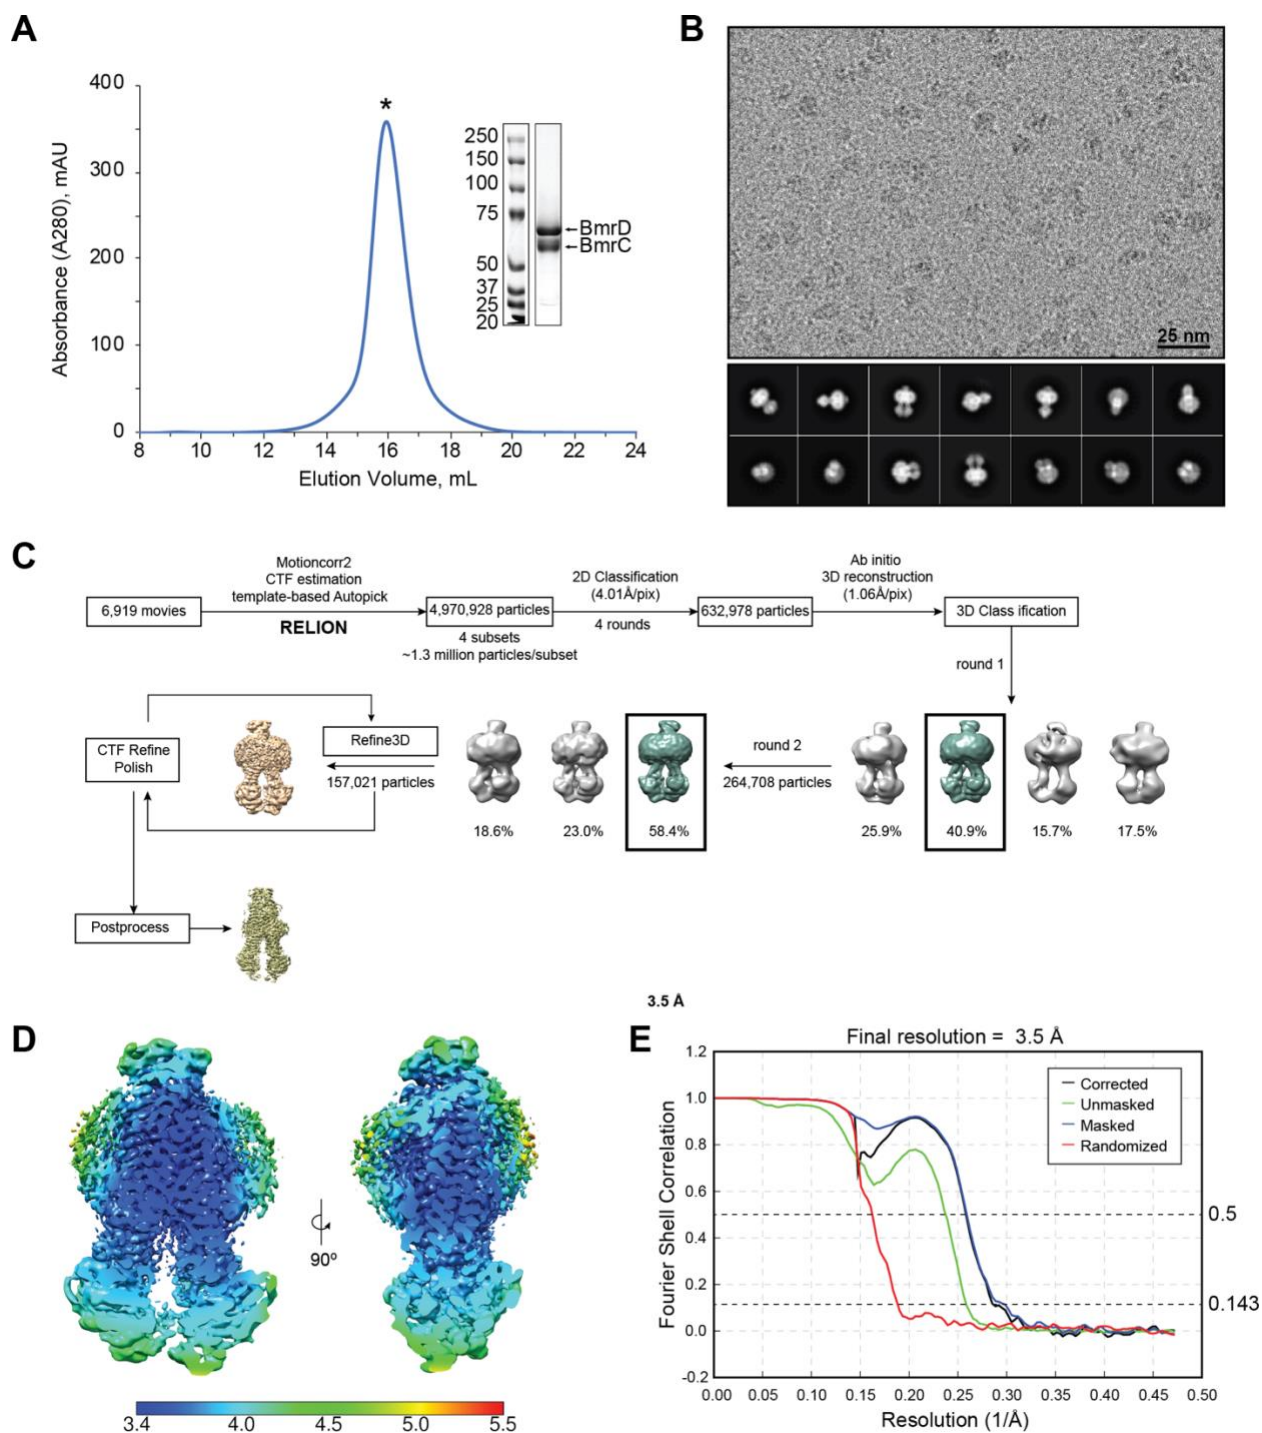 A
400
300
200
100
0
Absorbance (A280), mAU
8 10 12 14 16 18 20 22 24
Elution Volume, mL
*
250
150
100
75
50
37
25
20
←BmrD
←BmrC
B
25 nm
C
6,919 movies
Motioncorr2
CTF estimation
template-based Autopick
RELION
4,970,928 particles
4 subsets
~1.3 million particles/subset
2D Classification
(4.01Å/pix)
4 rounds
632,978 particles
Ab initio
3D reconstruction
(1.06Å/pix)
3D Class ification
round 1
25.9% 40.9% 15.7% 17.5%
round 2
264,708 particles
18.6% 23.0% 58.4%
Refine3D
157,021 particles
CTF Refine
Polish
Postprocess
3.5 Å
D
90º
3.4 4.0 4.5 5.0 5.5
E
Final resolution = 3.5 Å
1.2
1.0
0.8
0.6
0.4
0.2
0.0
-0.2
Fourier Shell Correlation
Corrected
Unmasked
Masked
Randomized
0.5
0.143
0.00 0.05 0.10 0.15 0.20 0.25 0.30 0.35 0.40 0.45 0.50
Resolution (1/Å)